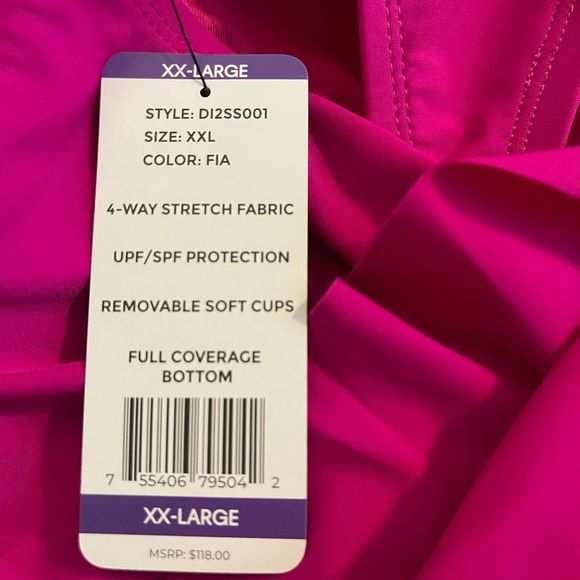 XX-LARGE
STYLE: DI2SS001
SIZE: XXL
COLOR: FIA
4-WAY STRETCH FABRIC
UPF/SPF PROTECTION
REMOVABLE SOFT CUPS
FULL COVERAGE
BOTTOM
7 55406 79504 2
XX-LARGE
MSRP: $118.00